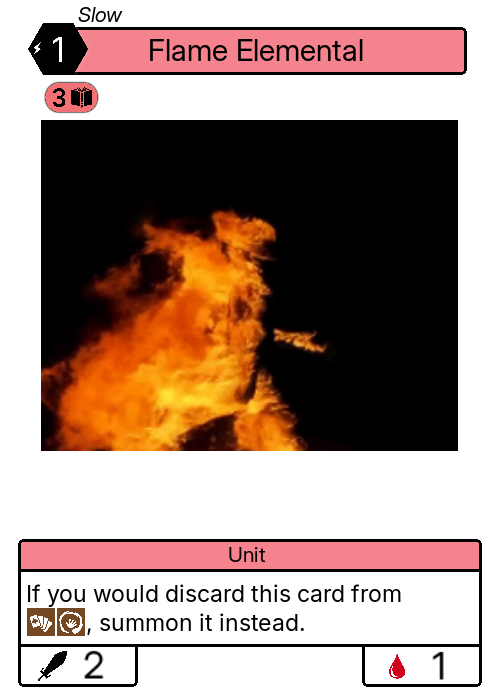 Slow
1
Flame Elemental
3
Unit
If you would discard this card from
, summon it instead.
2
1